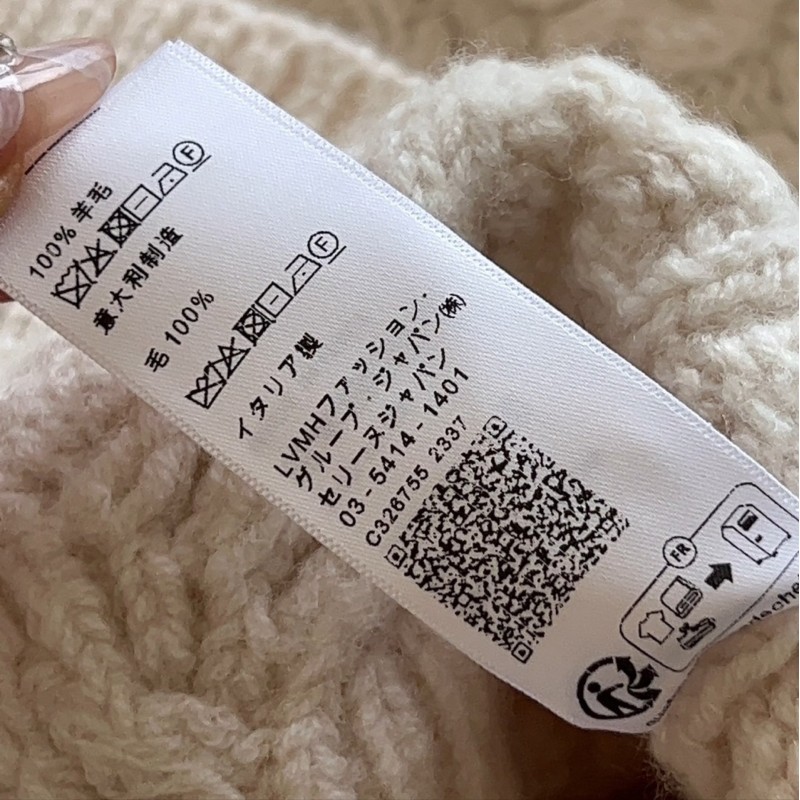 100% 羊毛
F
意大利制造
毛 100%
F
イタリア製
LVMHファッション・
グループ・ジャパン㈱
セリーヌジャパン
03-5414-1401
C326755 2337
FR